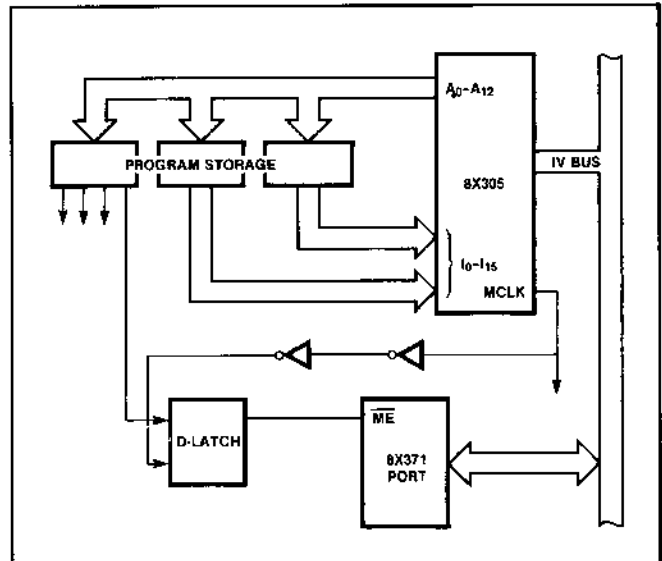 A0-A12
PROGRAM STORAGE
IV BUS
8X305
I0-I15
MCLK
ME
D-LATCH
8X371
PORT